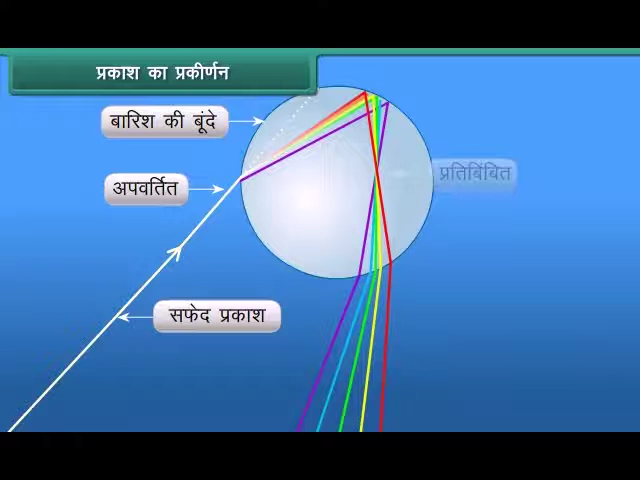 प्रकाश का प्रकीर्णन
बारिश की बूंदे
अपवर्तित
प्रतिबिंबित
सफेद प्रकाश